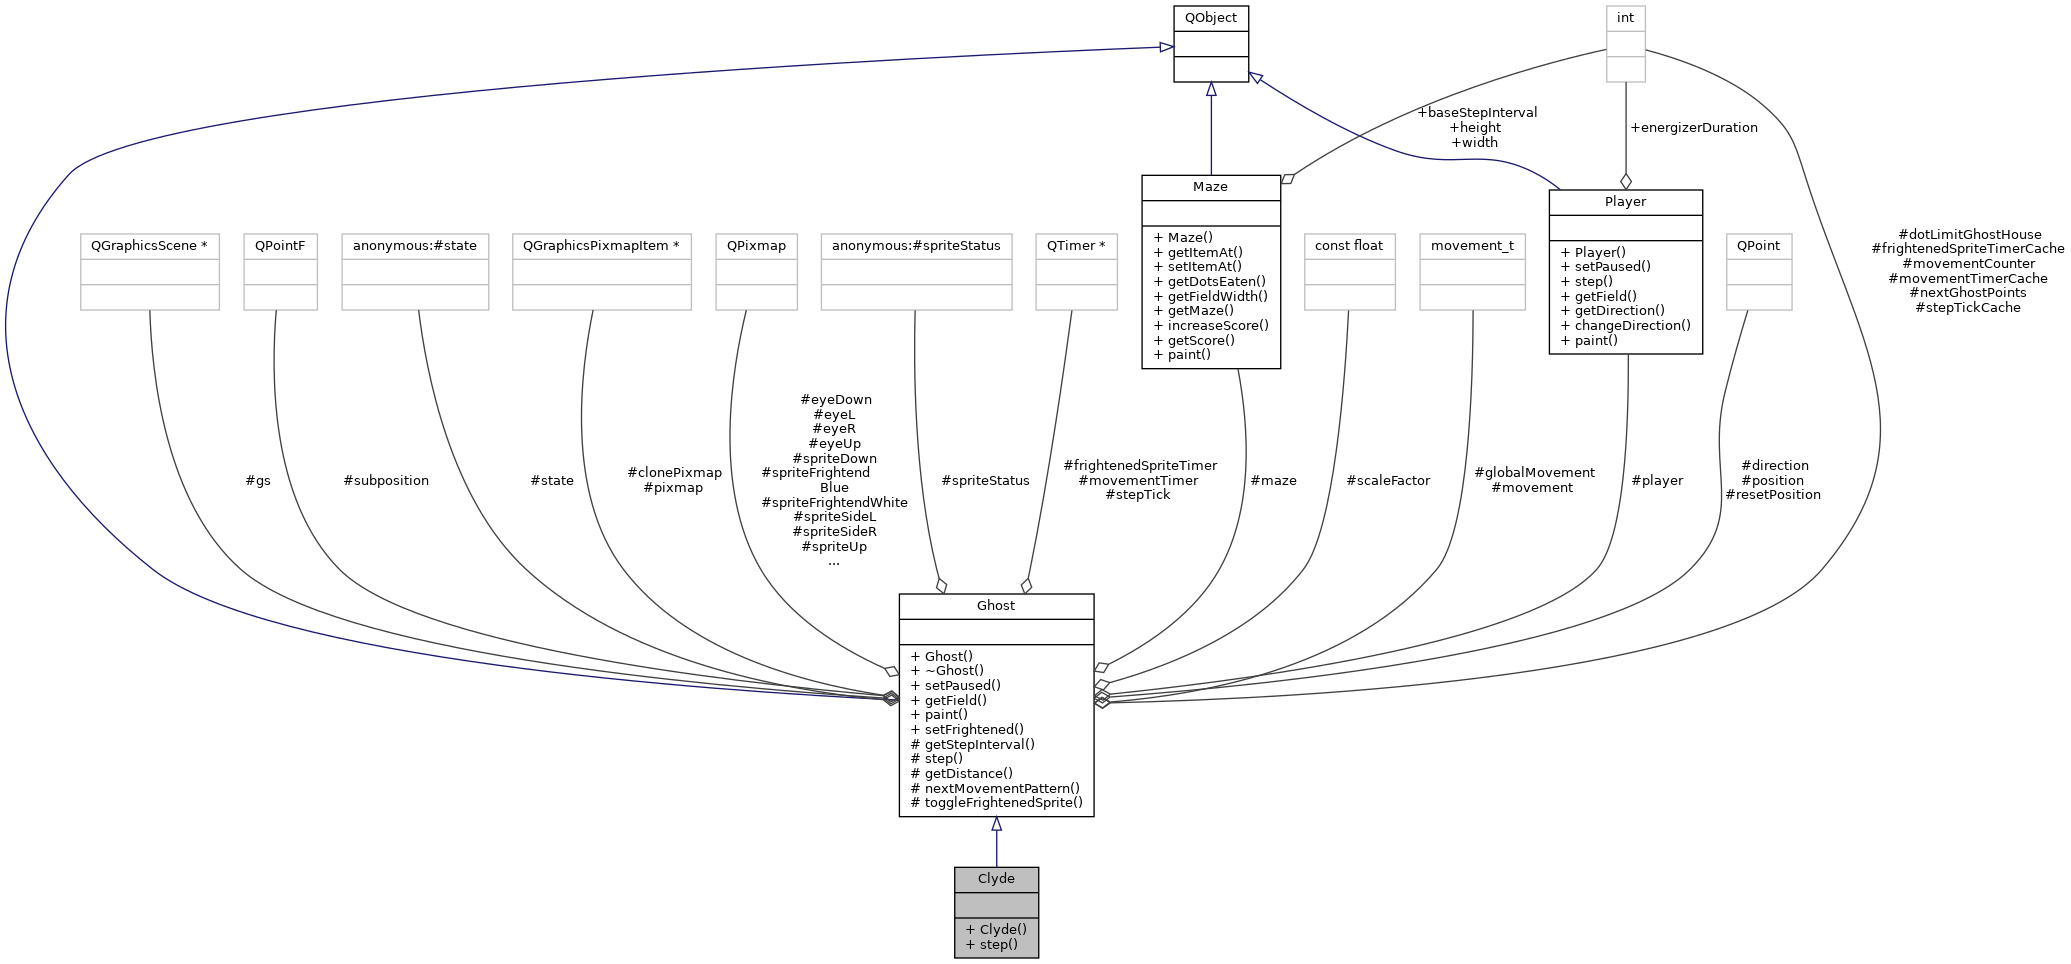 QObject
int
+baseStepInterval
+height
+width
+energizerDuration
Maze
+ Maze()
+ getItemAt()
+ setItemAt()
+ getDotsEaten()
+ getFieldWidth()
+ getMaze()
+ increaseScore()
+ getScore()
+ paint()
Player
+ Player()
+ setPaused()
+ step()
+ getField()
+ getDirection()
+ changeDirection()
+ paint()
#dotLimitGhostHouse
#frightenedSpriteTimerCache
#movementCounter
#movementTimerCache
#nextGhostPoints
#stepTickCache
QGraphicsScene *
QPointF
anonymous:#state
QGraphicsPixmapItem *
QPixmap
anonymous:#spriteStatus
QTimer *
const float
movement_t
QPoint
#gs
#subposition
#state
#clonePixmap
#pixmap
#eyeDown
#eyeL
#eyeR
#eyeUp
#spriteDown
#spriteFrightend
Blue
#spriteFrightendWhite
#spriteSideL
#spriteSideR
#spriteUp
...
#spriteStatus
#frightenedSpriteTimer
#movementTimer
#stepTick
#maze
#scaleFactor
#globalMovement
#movement
#player
#direction
#position
#resetPosition
Ghost
+ Ghost()
+ ~Ghost()
+ setPaused()
+ getField()
+ paint()
+ setFrightened()
# getStepInterval()
# step()
# getDistance()
# nextMovementPattern()
# toggleFrightenedSprite()
Clyde
+ Clyde()
+ step()